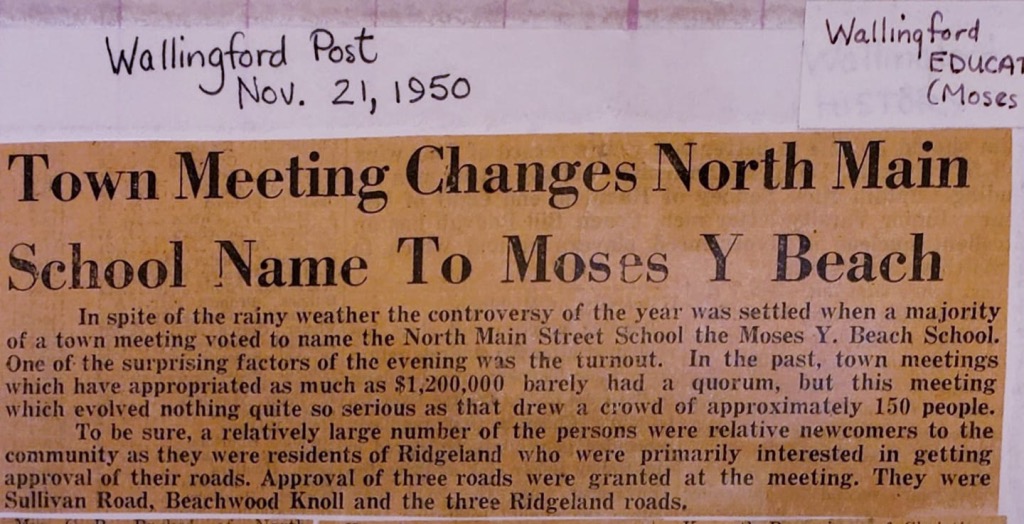 Wallingford Post
Nov. 21, 1950
Wallingford
EDUCAT
(Moses
Town Meeting Changes North Main
School Name To Moses Y Beach
In spite of the rainy weather the controversy of the year was settled when a majority
of a town meeting voted to name the North Main Street School the Moses Y. Beach School.
One of the surprising factors of the evening was the turnout. In the past, town meetings
which have appropriated as much as $1,200,000 barely had a quorum, but this meeting
which evolved nothing quite so serious as that drew a crowd of approximately 150 people.
To be sure, a relatively large number of the persons were relative newcomers to the
community as they were residents of Ridgeland who were primarily interested in getting
approval of their roads. Approval of three roads were granted at the meeting. They were
Sullivan Road, Beachwood Knoll and the three Ridgeland roads.